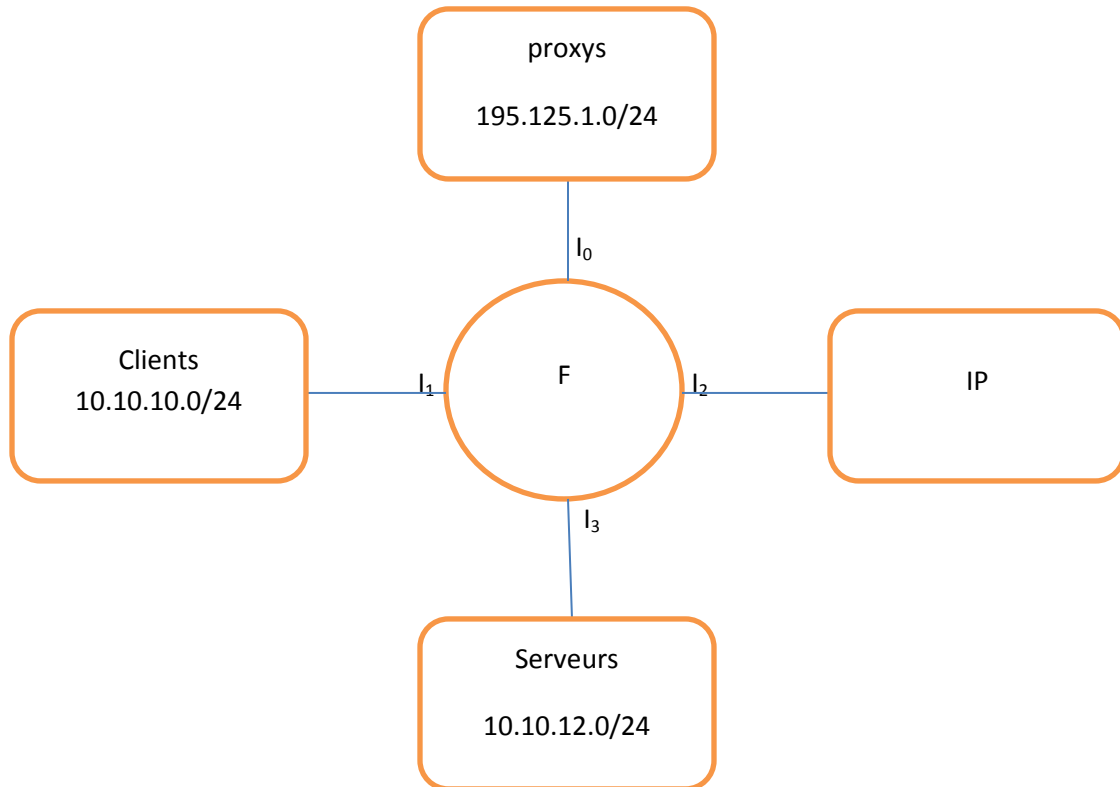 proxys
195.125.1.0/24
I₀
Clients
10.10.10.0/24
I₁
F
I₂
IP
I₃
Serveurs
10.10.12.0/24